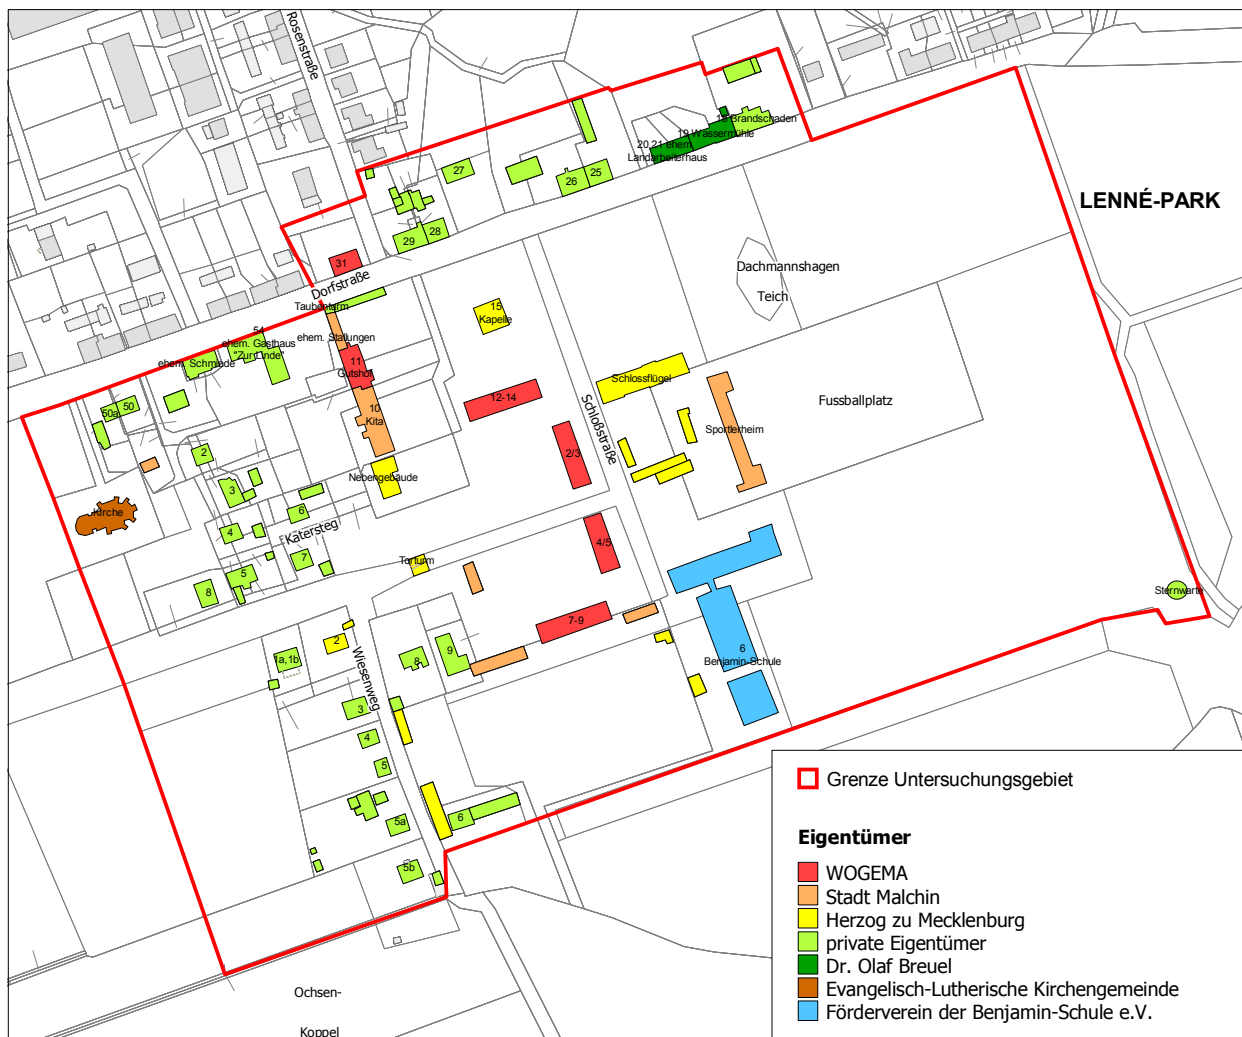 Rosenstraße
18 Brandschaden
19 Wassermühle
20,21 ehem.
Landarbeiterhaus
27
26
25
LENNÉ-PARK
28
29
31
Dorfstraße
Dachmannshagen
Teich
Taubenturm
15
Kapelle
54
ehem. Gasthaus
"Zur Linde"
ehem. Stallungen
ehem. Schmiede
11
Gutshof
Schlossflügel
12-14
50a
50
10
Kita
Fussballplatz
Schloßstraße
Sportlerheim
2
2/3
Nebengebäude
3
Kirche
6
4
Katersteg
4/5
7
Torturm
5
8
Sternwarte
7-9
2
6
Benjamin-Schule
1a,1b
8
9
Wiesenweg
3
4
5
6
5a
5b
Ochsen-
Koppel
Grenze Untersuchungsgebiet
Eigentümer
WOGEMA
Stadt Malchin
Herzog zu Mecklenburg
private Eigentümer
Dr. Olaf Breuel
Evangelisch-Lutherische Kirchengemeinde
Förderverein der Benjamin-Schule e.V.